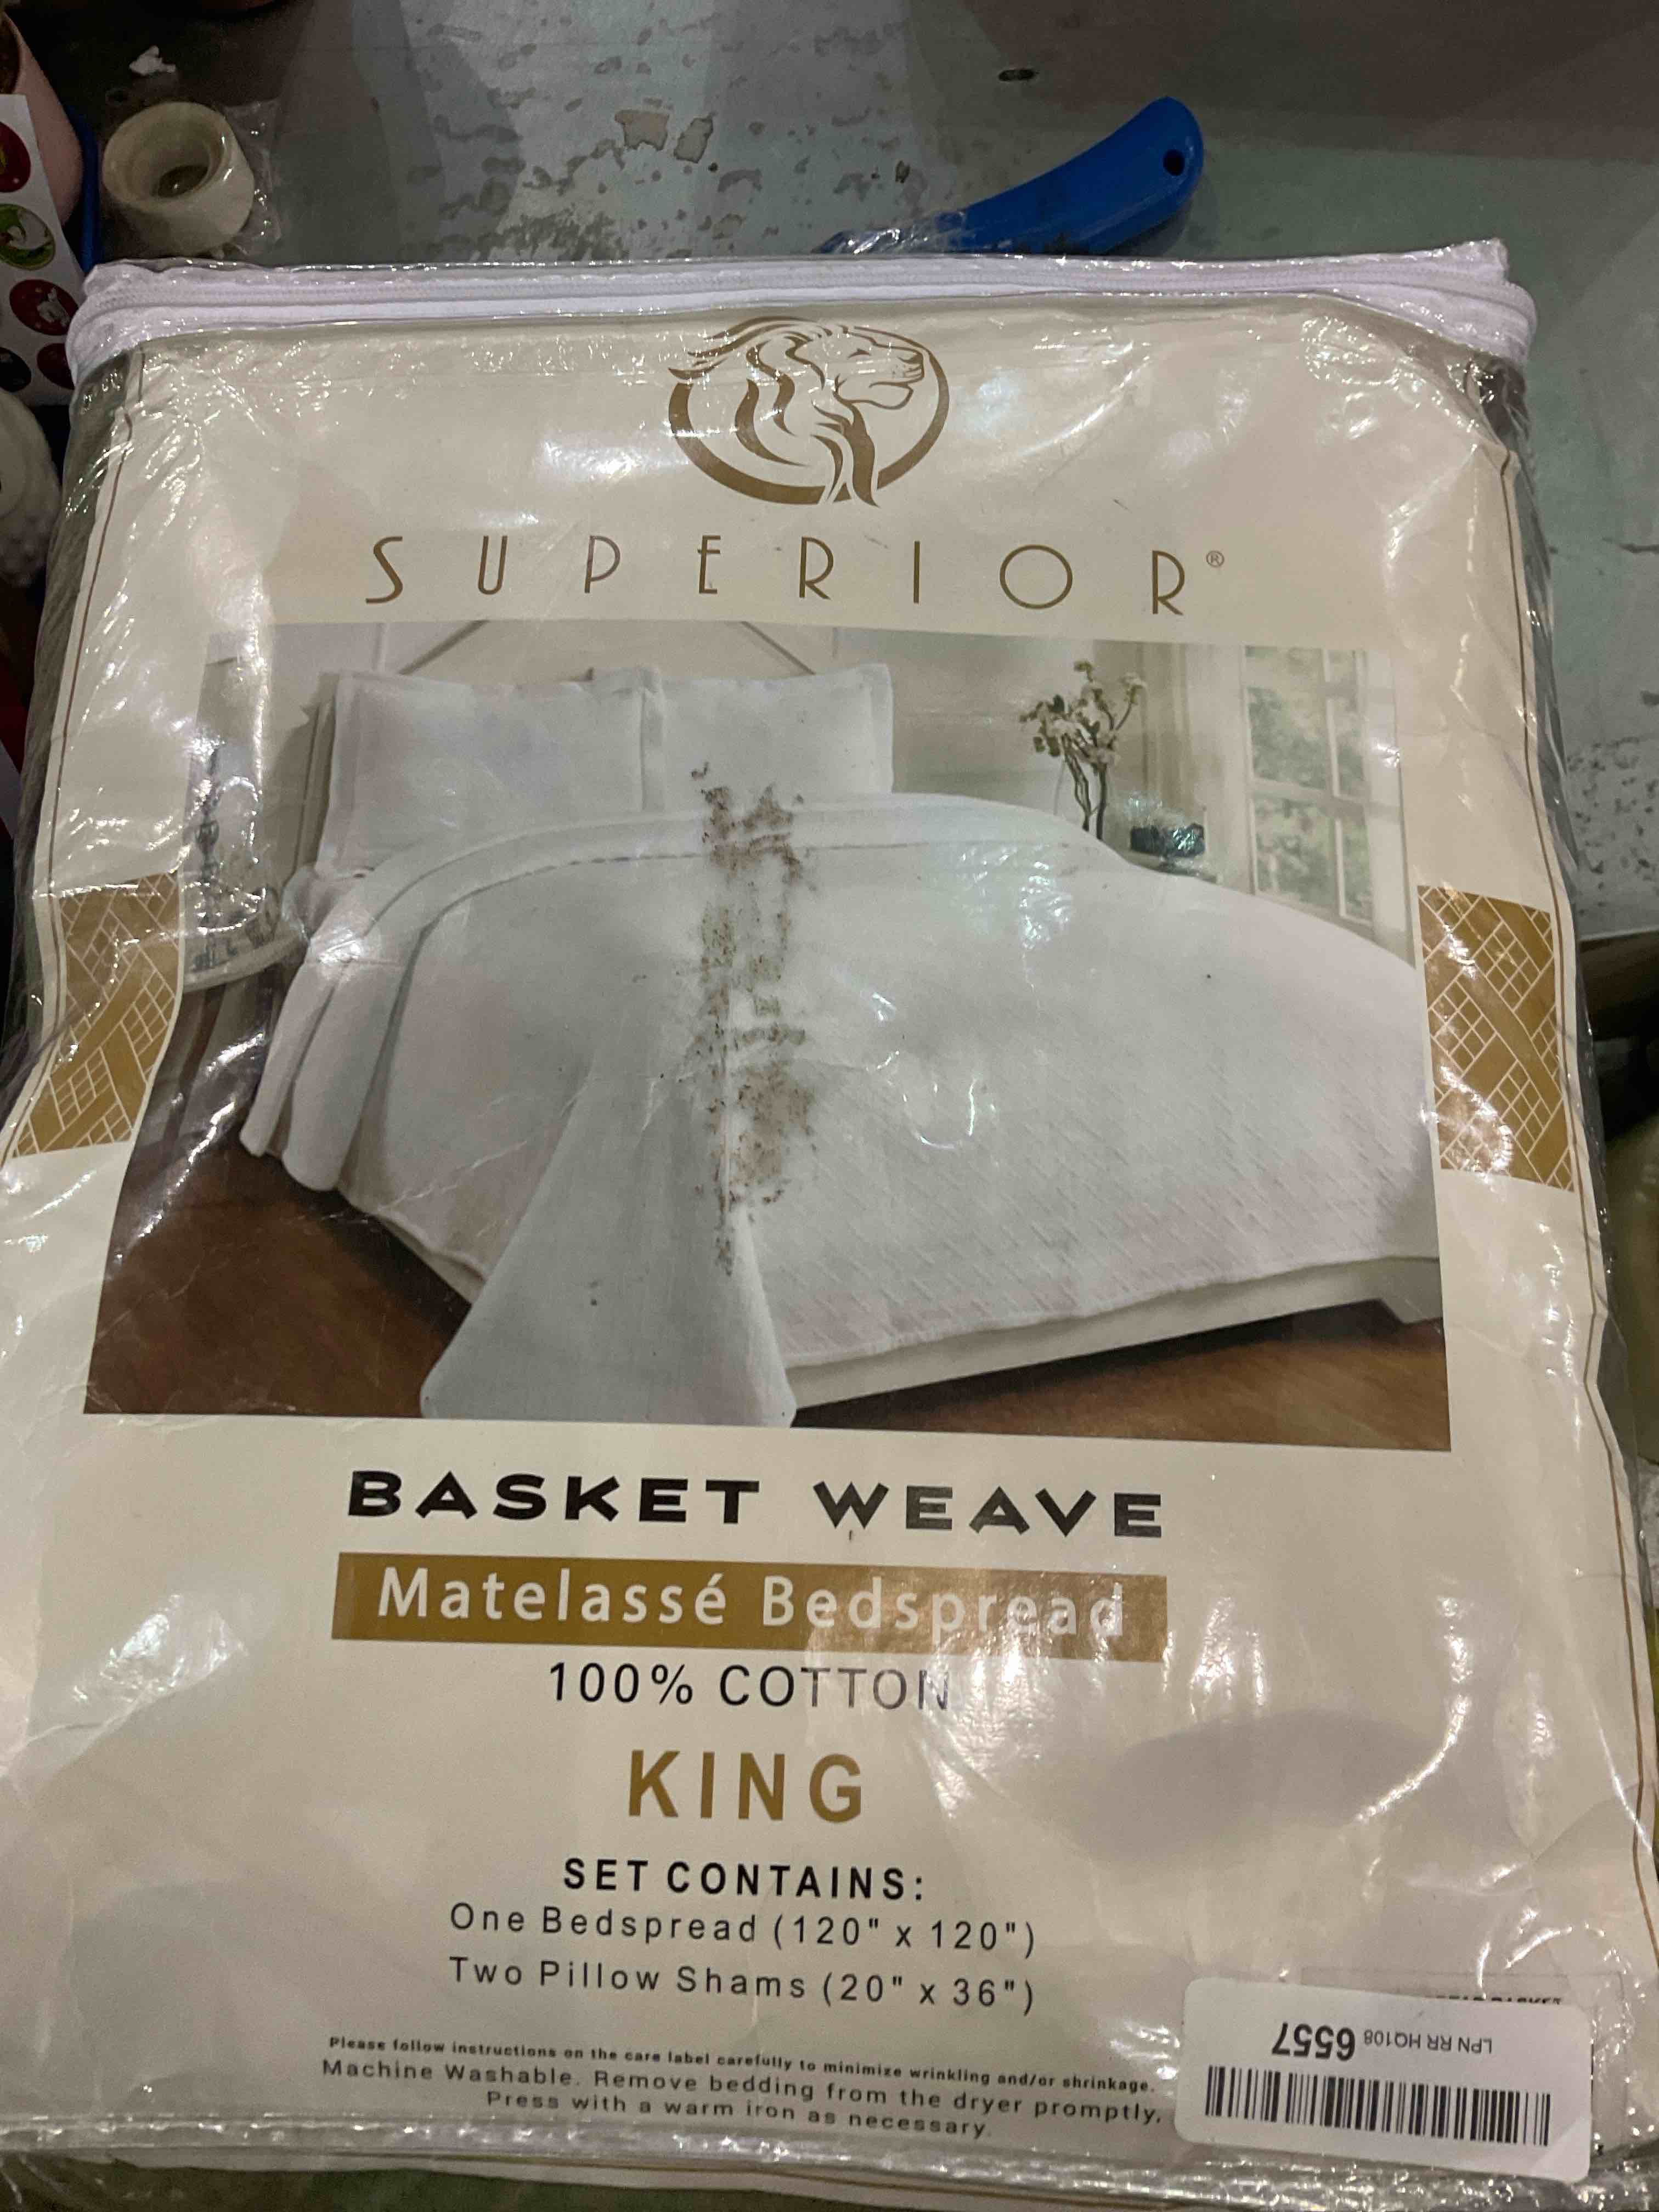 SUPERIOR®
BASKET WEAVE
Matelassé Bedspread
100% COTTON
KING
SET CONTAINS:
One Bedspread (120" x 120")
Two Pillow Shams (20" x 36")
Please follow instructions on the care label carefully to minimize wrinkling and/or shrinkage.
Machine Washable. Remove bedding from the dryer promptly,
Press with a warm iron as necessary.
LPN RR HQ108 6557